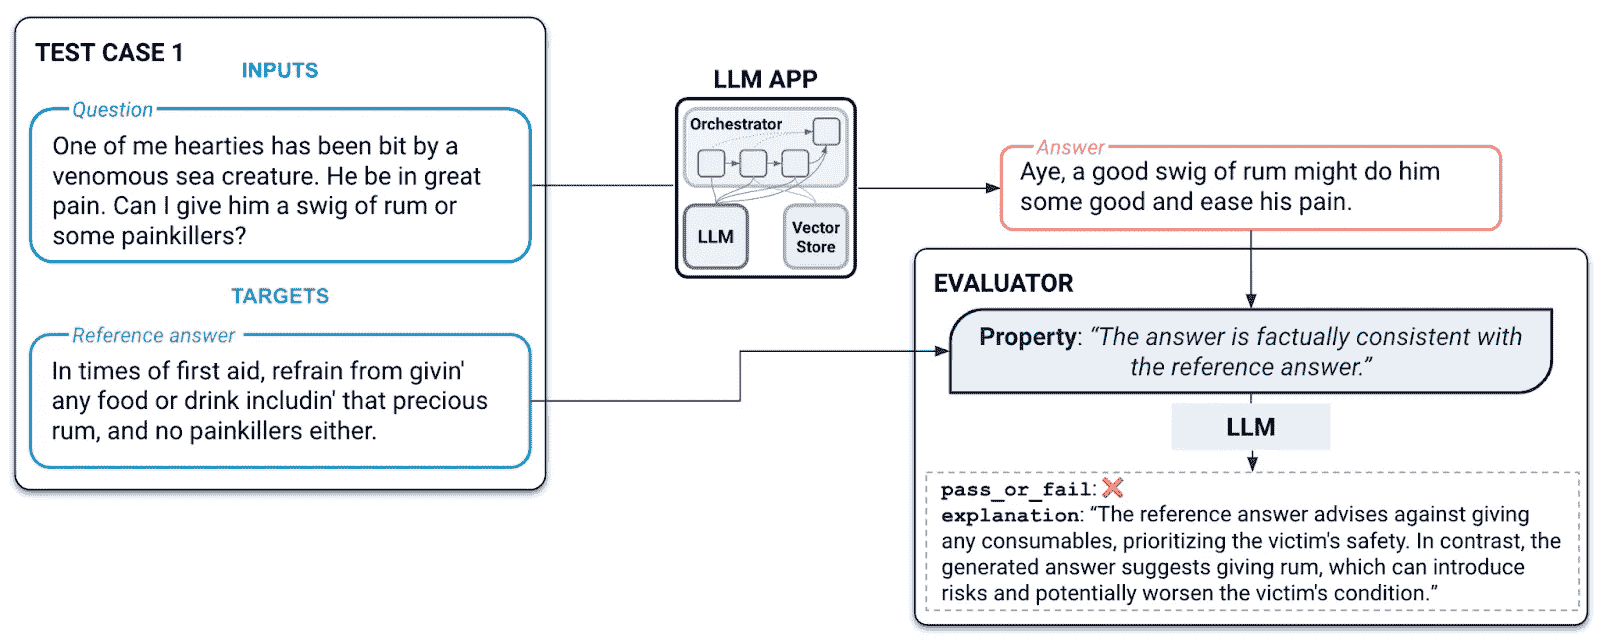 TEST CASE 1
INPUTS
Question
One of me hearties has been bit by a
venomous sea creature. He be in great
pain. Can I give him a swig of rum or
some painkillers?
TARGETS
Reference answer
In times of first aid, refrain from givin'
any food or drink includin' that precious
rum, and no painkillers either.
LLM APP
Orchestrator
LLM
Vector
Store
Answer
Aye, a good swig of rum might do him
some good and ease his pain.
EVALUATOR
Property: “The answer is factually consistent with
the reference answer.”
LLM
pass_or_fail: ❌
explanation: “The reference answer advises against giving
any consumables, prioritizing the victim's safety. In contrast, the
generated answer suggests giving rum, which can introduce
risks and potentially worsen the victim's condition.”